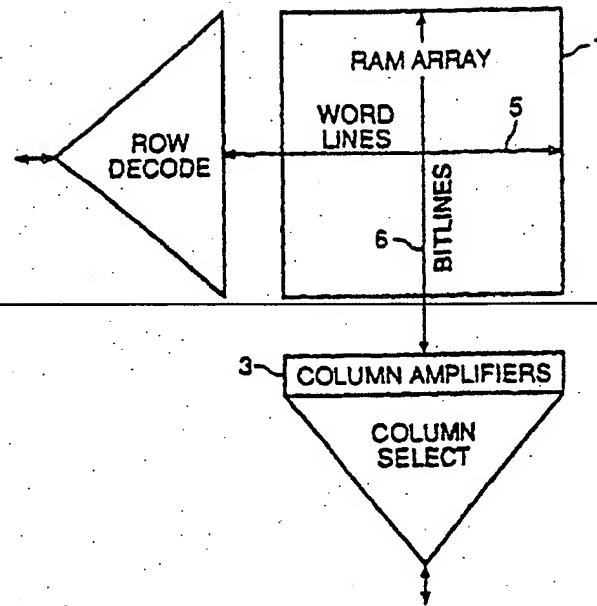 RAM ARRAY
WORD
LINES
5
ROW
DECODE
6
BITLINES
3
COLUMN AMPLIFIERS
COLUMN
SELECT